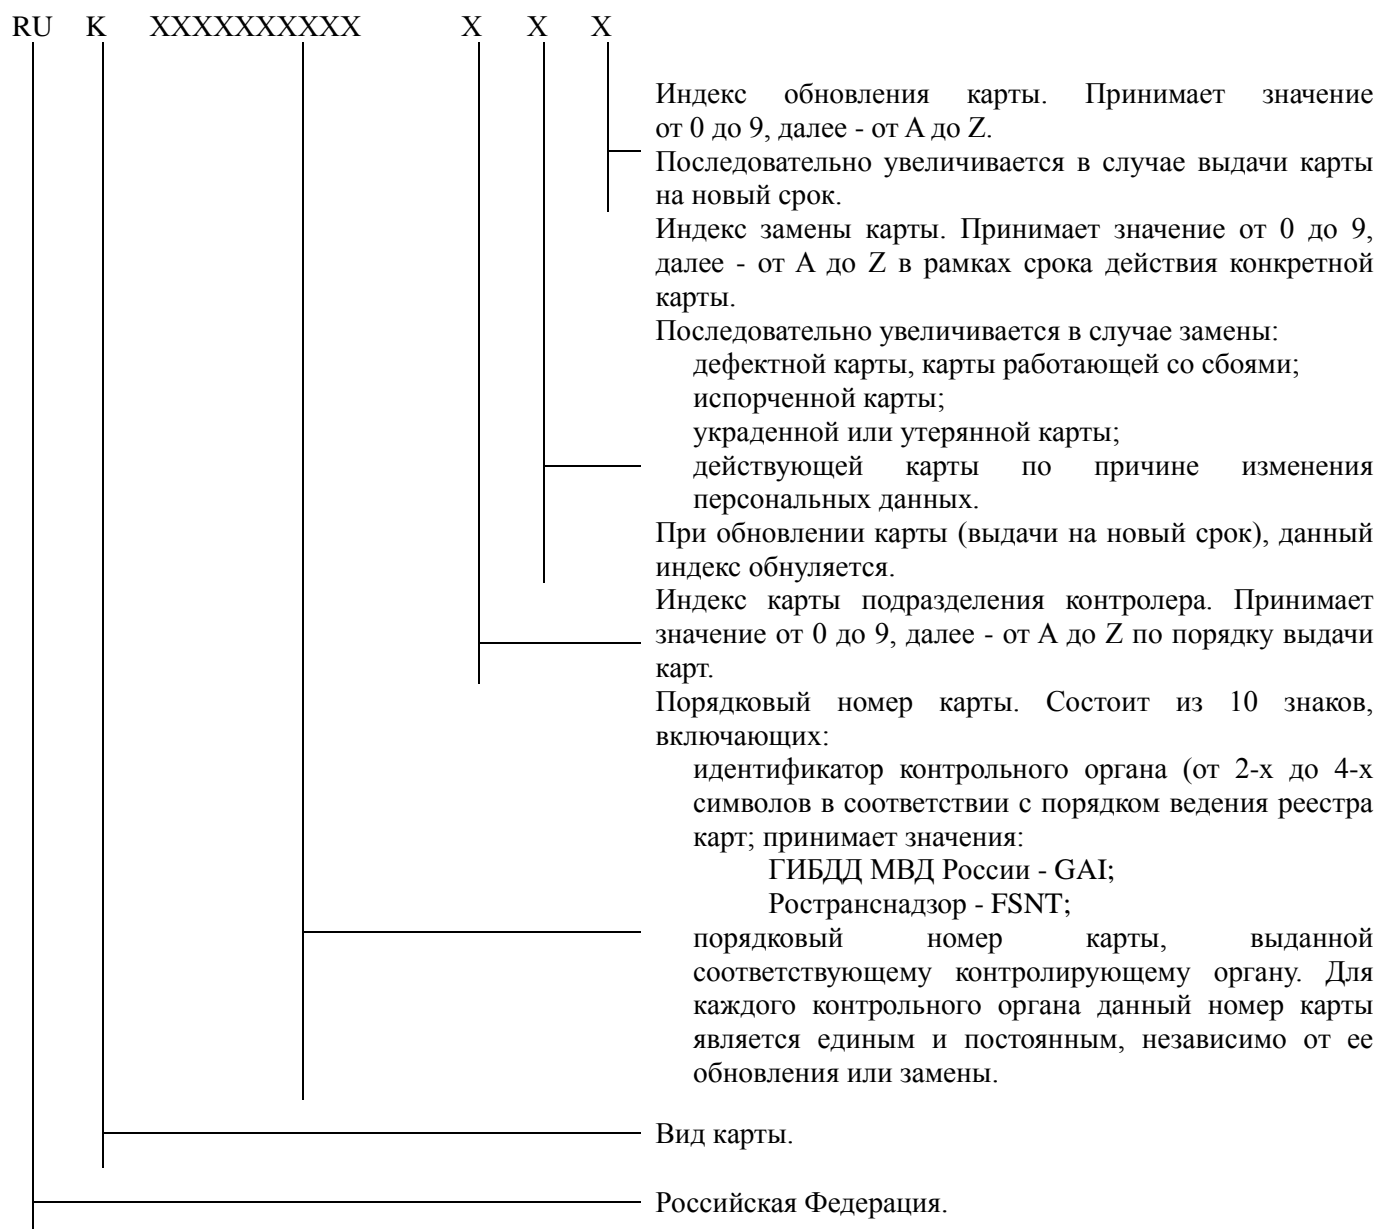 RU K XXXXXXXXXX X X X
Индекс обновления карты. Принимает значение
от 0 до 9, далее - от A до Z.
Последовательно увеличивается в случае выдачи карты
на новый срок.
Индекс замены карты. Принимает значение от 0 до 9,
далее - от A до Z в рамках срока действия конкретной
карты.
Последовательно увеличивается в случае замены:
дефектной карты, карты работающей со сбоями;
испорченной карты;
украденной или утерянной карты;
действующей карты по причине изменения
персональных данных.
При обновлении карты (выдачи на новый срок), данный
индекс обнуляется.
Индекс карты подразделения контролера. Принимает
значение от 0 до 9, далее - от A до Z по порядку выдачи
карт.
Порядковый номер карты. Состоит из 10 знаков,
включающих:
идентификатор контрольного органа (от 2-х до 4-х
символов в соответствии с порядком ведения реестра
карт; принимает значения:
ГИБДД МВД России - GAI;
Ространснадзор - FSNT;
порядковый номер карты, выданной
соответствующему контролирующему органу. Для
каждого контрольного органа данный номер карты
является единым и постоянным, независимо от ее
обновления или замены.
Вид карты.
Российская Федерация.